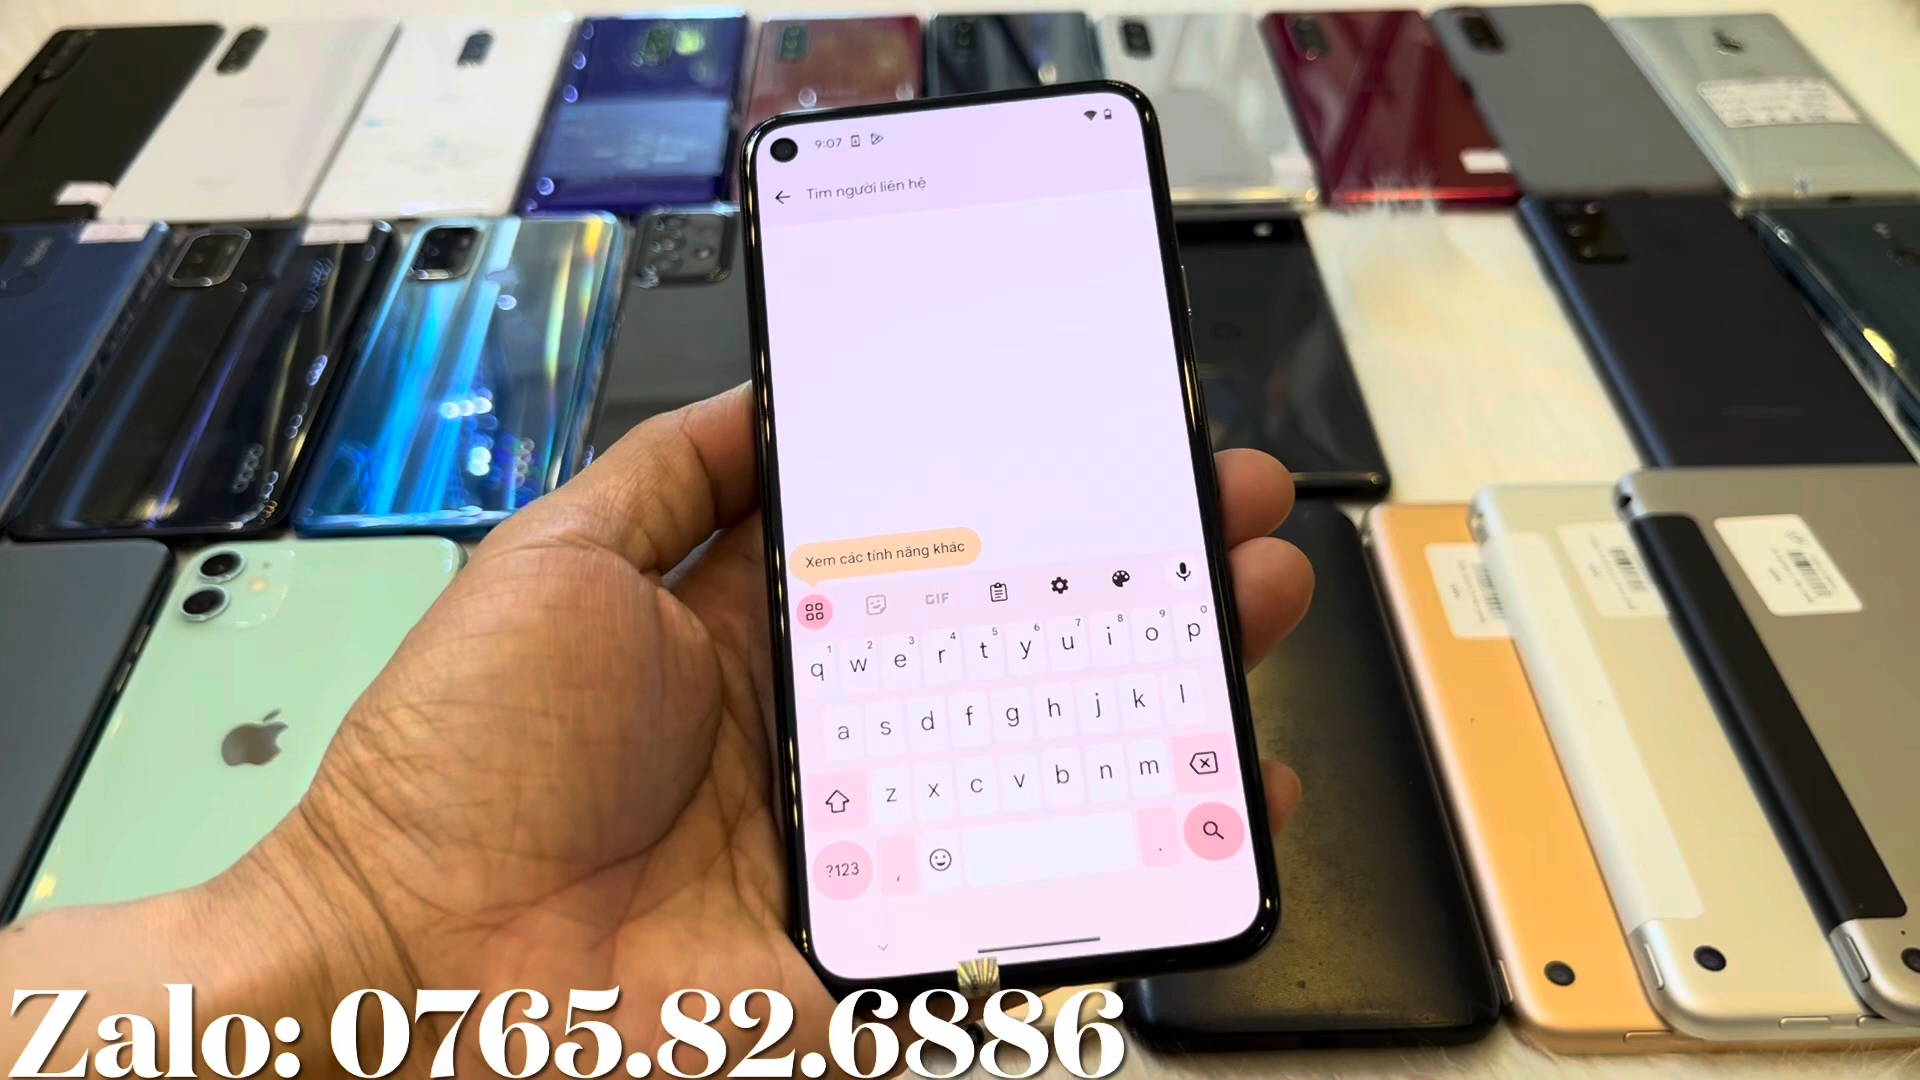 9:07
Tìm người liên hệ
Xem các tính năng khác
GIF
1 2 3 4 5 6 7 8 9 0
q w e r t y u i o p
a s d f g h j k l
z x c v b n m
?123 , .
Zalo: 0765.82.6886